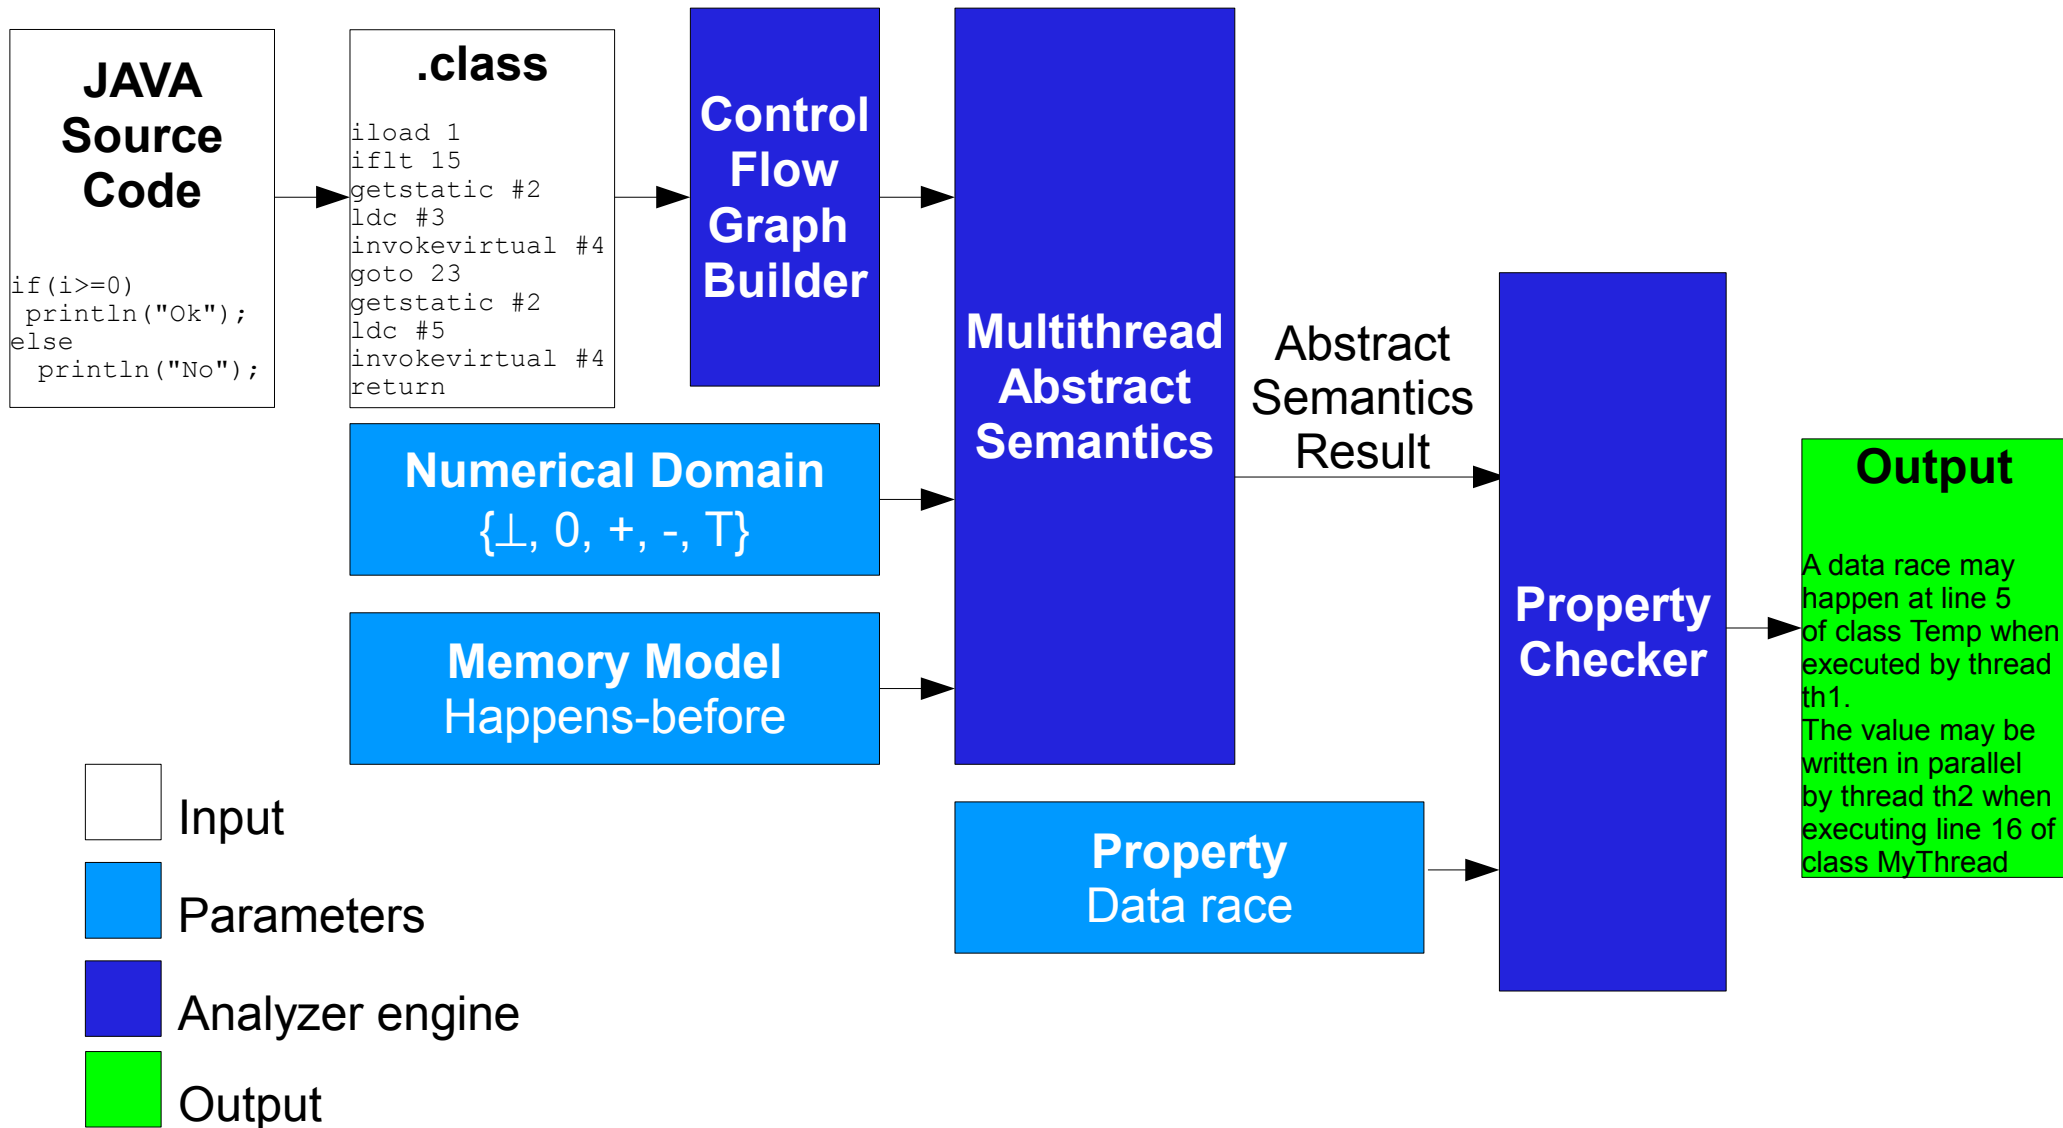 JAVA
Source
Code
if(i>=0)
println("Ok");
else
println("No");
.class
iload 1
iflt 15
getstatic #2
ldc #3
invokevirtual #4
goto 23
getstatic #2
ldc #5
invokevirtual #4
return
Control
Flow
Graph
Builder
Numerical Domain
{⊥, 0, +, -, T}
Memory Model
Happens-before
Multithread
Abstract
Semantics
Abstract
Semantics
Result
Property
Data race
Property
Checker
Output
A data race may
happen at line 5
of class Temp when
executed by thread
th1.
The value may be
written in parallel
by thread th2 when
executing line 16 of
class MyThread
Input
Parameters
Analyzer engine
Output